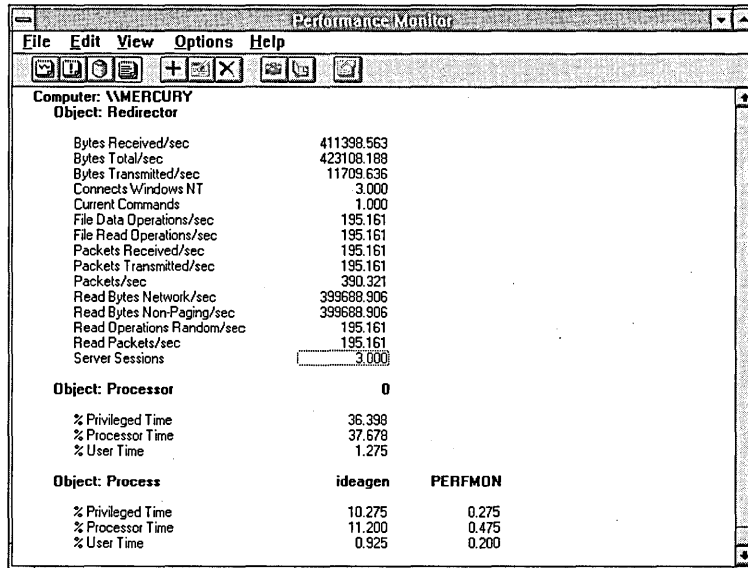 Performance Monitor
File Edit View Options Help
Computer: \\MERCURY
Object: Redirector
Bytes Received/sec 411398.563
Bytes Total/sec 423108.188
Bytes Transmitted/sec 11709.636
Connects Windows NT 3.000
Current Commands 1.000
File Data Operations/sec 195.161
File Read Operations/sec 195.161
Packets Received/sec 195.161
Packets Transmitted/sec 195.161
Packets/sec 390.321
Read Bytes Network/sec 399688.906
Read Bytes Non-Paging/sec 399688.906
Read Operations Random/sec 195.161
Read Packets/sec 195.161
Server Sessions 3.000
Object: Processor 0
% Privileged Time 36.398
% Processor Time 37.678
% User Time 1.275
Object: Process ideagen PERFMON
% Privileged Time 10.275 0.275
% Processor Time 11.200 0.475
% User Time 0.925 0.200